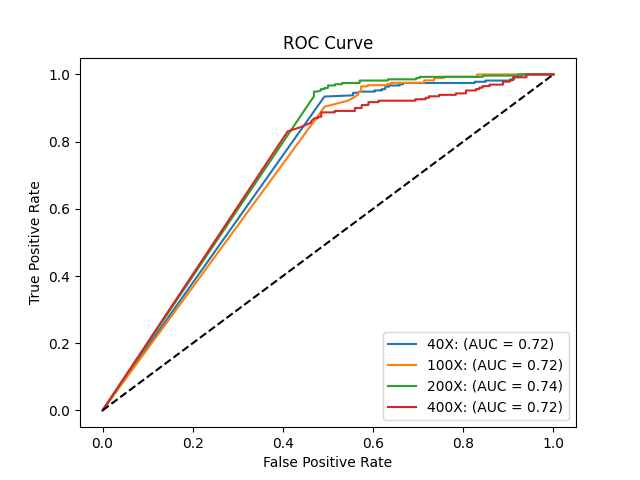 ROC Curve
True Positive Rate
1.0
0.8
0.6
0.4
0.2
0.0
0.0 0.2 0.4 0.6 0.8 1.0
False Positive Rate
40X: (AUC = 0.72)
100X: (AUC = 0.72)
200X: (AUC = 0.74)
400X: (AUC = 0.72)